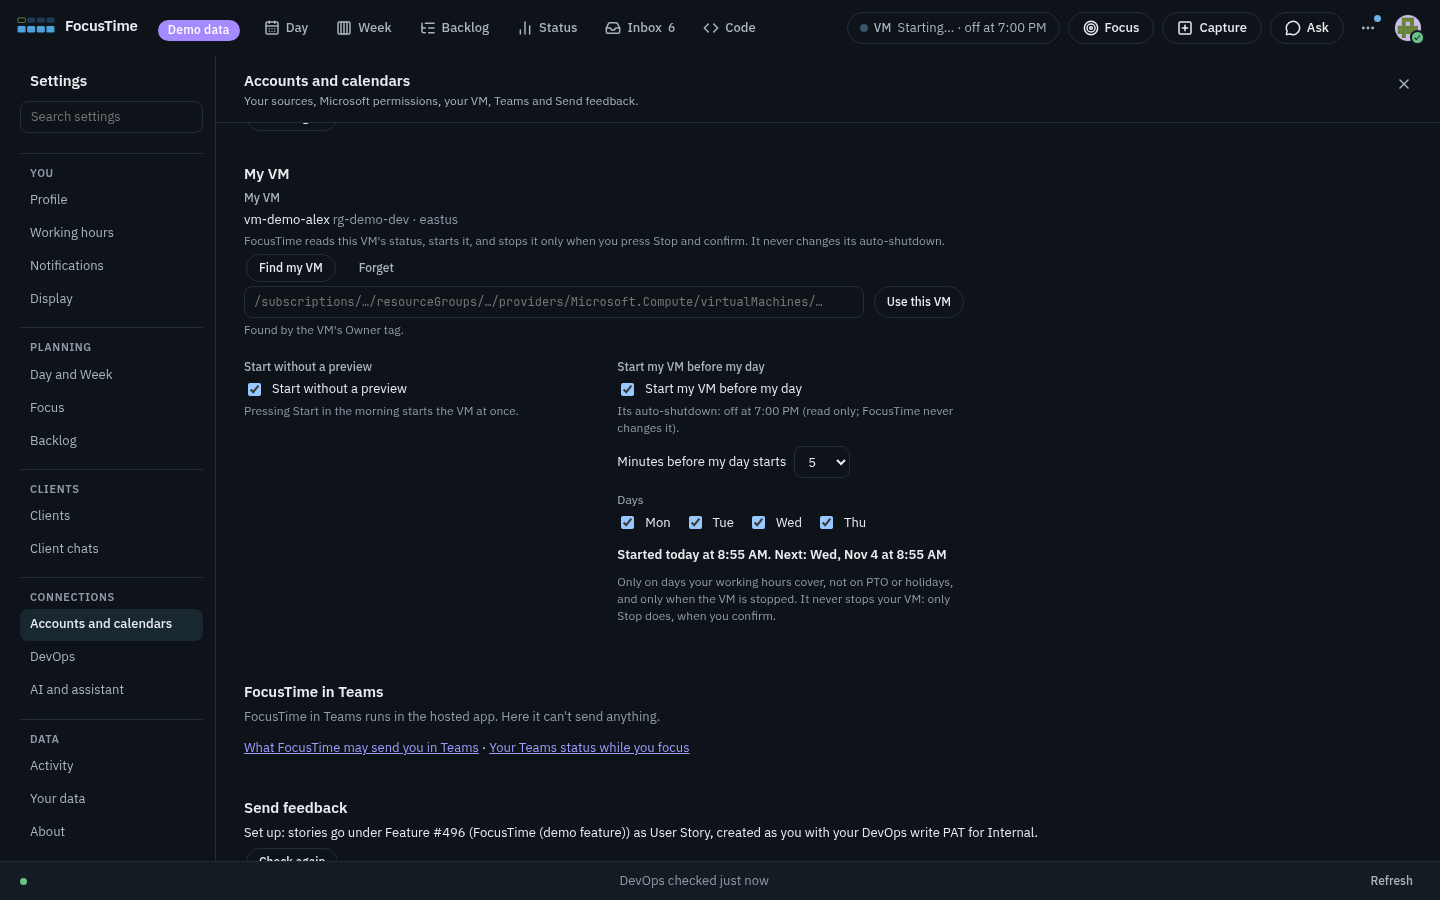 FocusTime
Demo data
Day
Week
Backlog
Status
Inbox 6
Code
VM Starting… · off at 7:00 PM
Focus
Capture
Ask
Settings
Search settings
YOU
Profile
Working hours
Notifications
Display
PLANNING
Day and Week
Focus
Backlog
CLIENTS
Clients
Client chats
CONNECTIONS
Accounts and calendars
DevOps
AI and assistant
DATA
Activity
Your data
About
Accounts and calendars
Your sources, Microsoft permissions, your VM, Teams and Send feedback.
My VM
My VM
vm-demo-alex rg-demo-dev · eastus
FocusTime reads this VM's status, starts it, and stops it only when you press Stop and confirm. It never changes its auto-shutdown.
Find my VM
Forget
/subscriptions/…/resourceGroups/…/providers/Microsoft.Compute/virtualMachines/…
Use this VM
Found by the VM's Owner tag.
Start without a preview
Start without a preview
Pressing Start in the morning starts the VM at once.
Start my VM before my day
Start my VM before my day
Its auto-shutdown: off at 7:00 PM (read only; FocusTime never
changes it).
Minutes before my day starts 5
Days
Mon Tue Wed Thu
Started today at 8:55 AM. Next: Wed, Nov 4 at 8:55 AM
Only on days your working hours cover, not on PTO or holidays,
and only when the VM is stopped. It never stops your VM: only
Stop does, when you confirm.
FocusTime in Teams
FocusTime in Teams runs in the hosted app. Here it can't send anything.
What FocusTime may send you in Teams · Your Teams status while you focus
Send feedback
Set up: stories go under Feature #496 (FocusTime (demo feature)) as User Story, created as you with your DevOps write PAT for Internal.
Check again
DevOps checked just now
Refresh